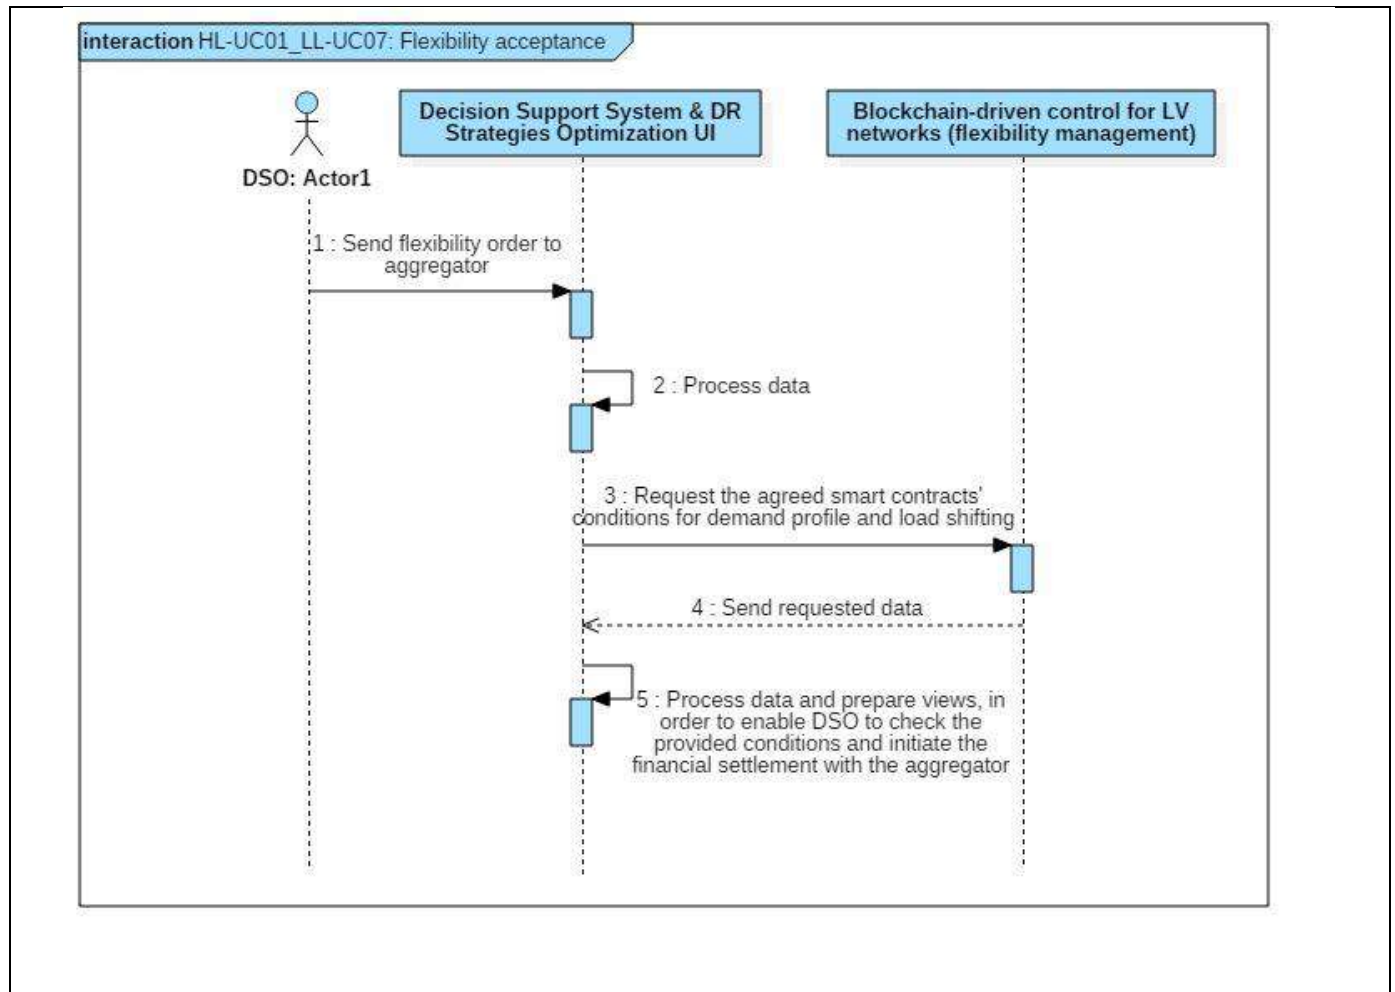 interaction HL-UC01_LL-UC07: Flexibility acceptance
Decision Support System & DR
Strategies Optimization UI
Blockchain-driven control for LV
networks (flexibility management)
DSO: Actor1
1 : Send flexibility order to
aggregator
2 : Process data
3 : Request the agreed smart contracts'
conditions for demand profile and load shifting
4 : Send requested data
5 : Process data and prepare views, in
order to enable DSO to check the
provided conditions and initiate the
financial settlement with the aggregator